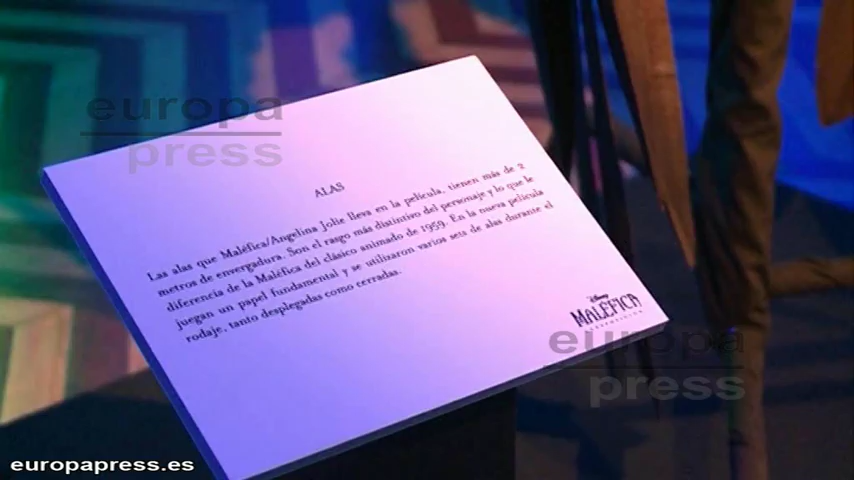 europa
press
ALAS
Las alas que Maléfica/Angelina Jolie lleva en la película, tienen más de 2
metros de envergadura. Son el rasgo más distintivo del personaje y lo que le
diferencia de la Maléfica del clásico animado de 1959. En la nueva película
juegan un papel fundamental y se utilizaron varios sets de alas durante el
rodaje, tanto desplegadas como cerradas.
Disney
MALÉFICA
europa
press
europapress.es